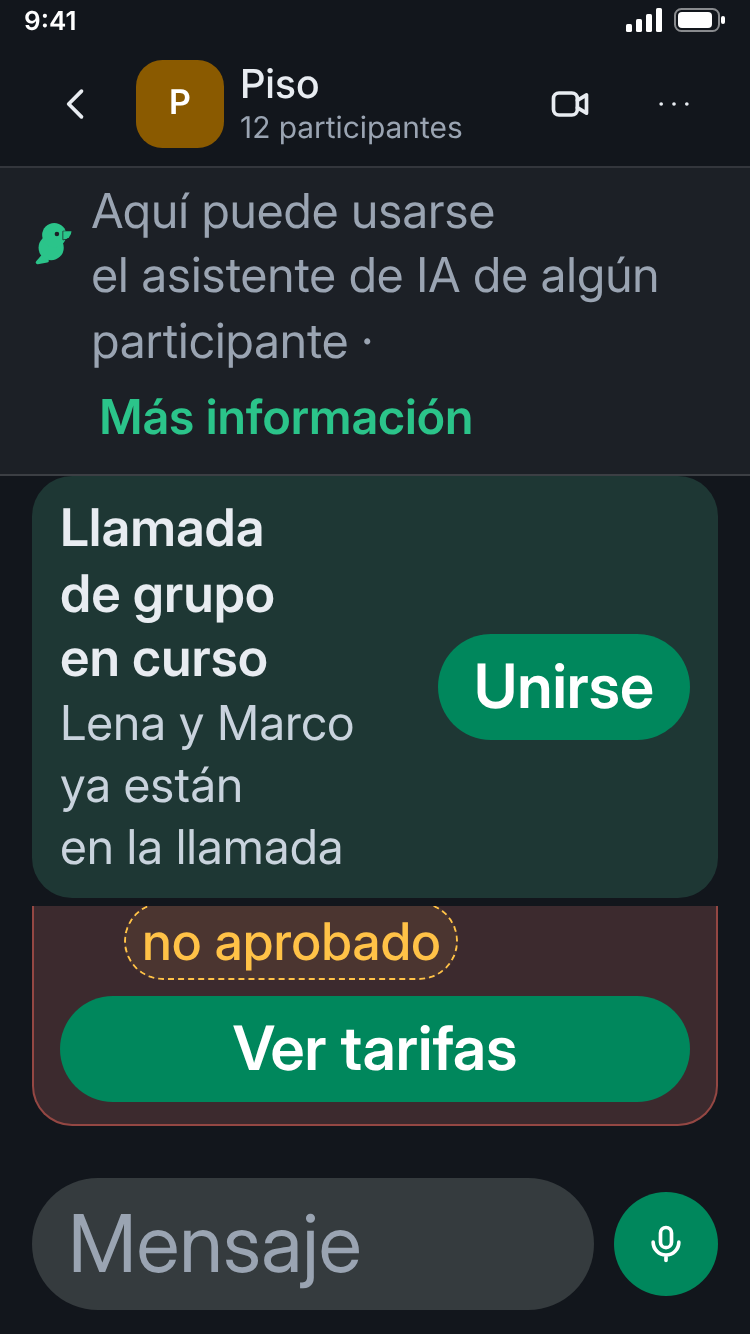 9:41
P
Piso
12 participantes
Aquí puede usarse
el asistente de IA de algún
participante ·
Más información
Llamada
de grupo
en curso
Lena y Marco
ya están
en la llamada
Unirse
no aprobado
Ver tarifas
Mensaje